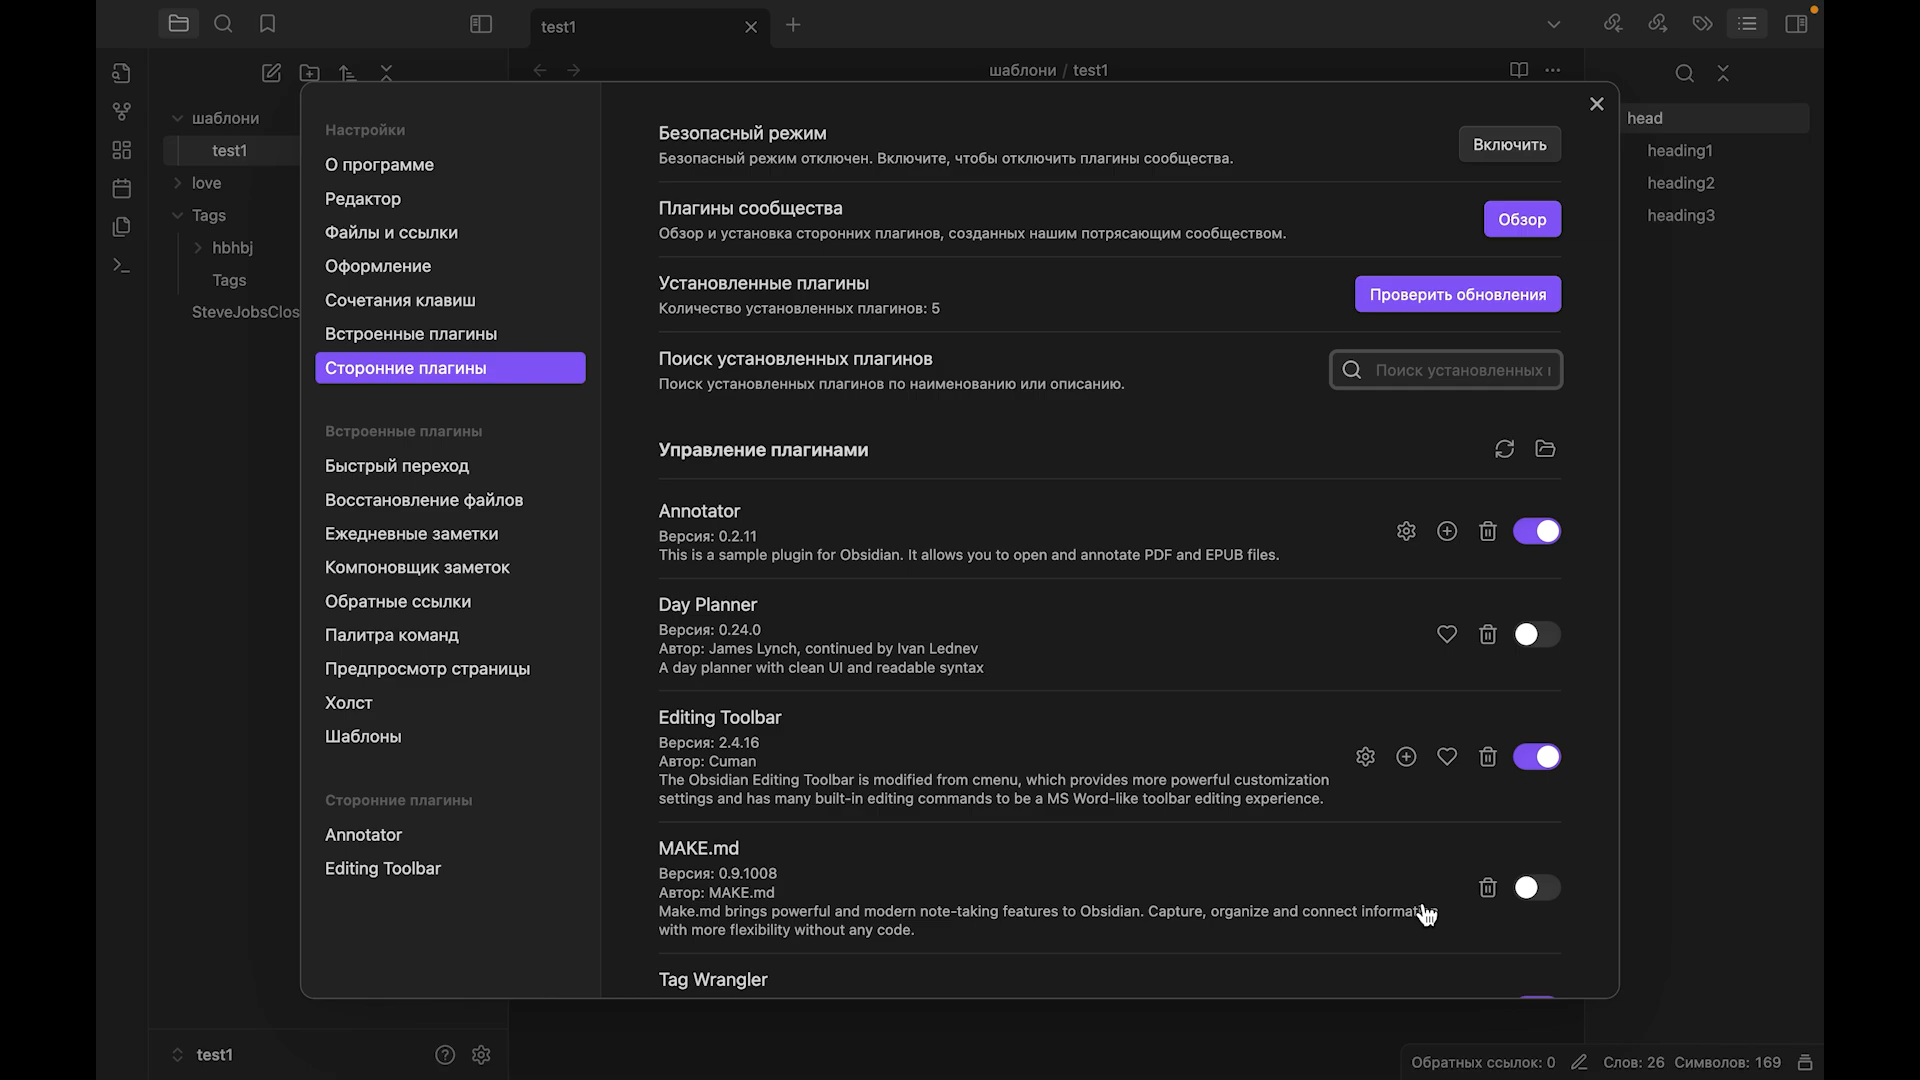 test1
шаблони / test1
шаблони
test1
love
Tags
hbhbj
Tags
SteveJobsClos
Настройки
О программе
Редактор
Файлы и ссылки
Оформление
Сочетания клавиш
Встроенные плагины
Сторонние плагины
Встроенные плагины
Быстрый переход
Восстановление файлов
Ежедневные заметки
Компоновщик заметок
Обратные ссылки
Палитра команд
Предпросмотр страницы
Холст
Шаблоны
Сторонние плагины
Annotator
Editing Toolbar
Безопасный режим
Безопасный режим отключен. Включите, чтобы отключить плагины сообщества.
Включить
Плагины сообщества
Обзор и установка сторонних плагинов, созданных нашим потрясающим сообществом.
Обзор
Установленные плагины
Количество установленных плагинов: 5
Проверить обновления
Поиск установленных плагинов
Поиск установленных плагинов по наименованию или описанию.
Поиск установленных
Управление плагинами
Annotator
Версия: 0.2.11
This is a sample plugin for Obsidian. It allows you to open and annotate PDF and EPUB files.
Day Planner
Версия: 0.24.0
Автор: James Lynch, continued by Ivan Lednev
A day planner with clean UI and readable syntax
Editing Toolbar
Версия: 2.4.16
Автор: Cuman
The Obsidian Editing Toolbar is modified from cmenu, which provides more powerful customization
settings and has many built-in editing commands to be a MS Word-like toolbar editing experience.
MAKE.md
Версия: 0.9.1008
Автор: MAKE.md
Make.md brings powerful and modern note-taking features to Obsidian. Capture, organize and connect informat
with more flexibility without any code.
Tag Wrangler
head
heading1
heading2
heading3
test1
Обратных ссылок: 0
Слов: 26 Символов: 169